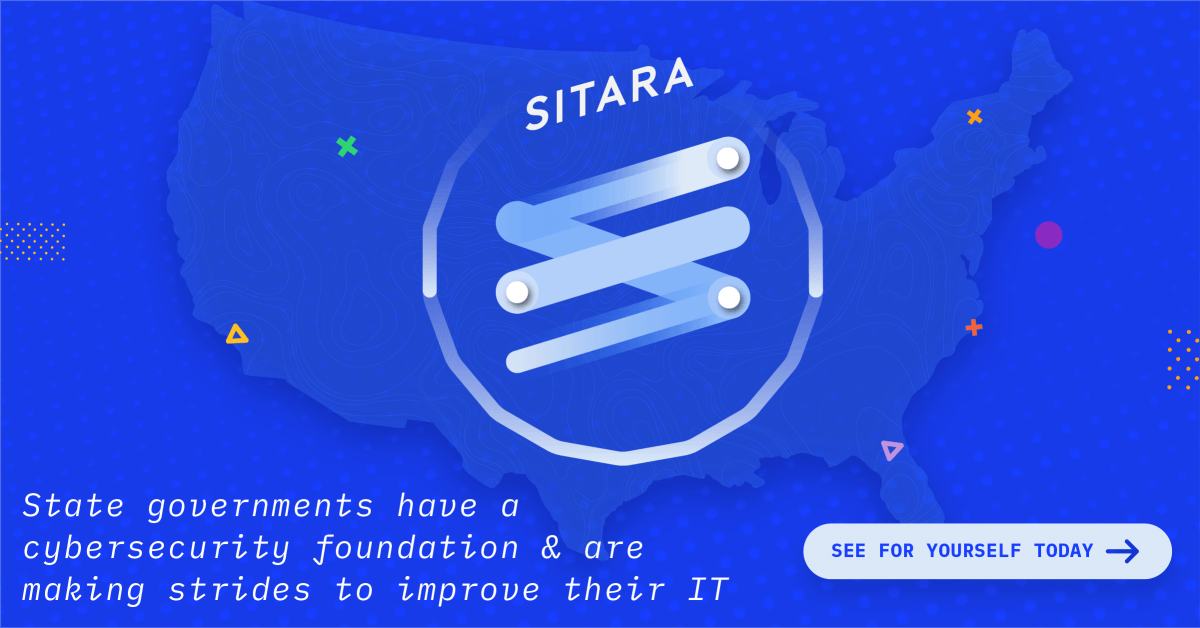 SITARA
State governments have a
cybersecurity foundation & are
making strides to improve their IT
SEE FOR YOURSELF TODAY